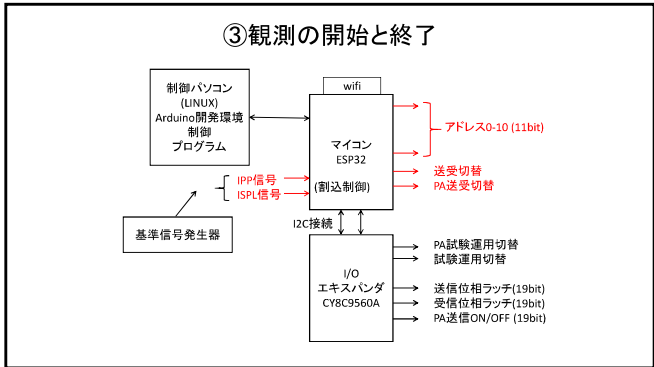 ③観測の開始と終了
wifi
制御パソコン
(LINUX)
Arduino開発環境
制御
プログラム
マイコン
ESP32
(割込制御)
アドレス0-10 (11bit)
送受切替
PA送受切替
IPP信号
ISPL信号
基準信号発生器
I2C接続
I/O
エキスパンダ
CY8C9560A
PA試験運用切替
試験運用切替
送信位相ラッチ(19bit)
受信位相ラッチ(19bit)
PA送信ON/OFF (19bit)